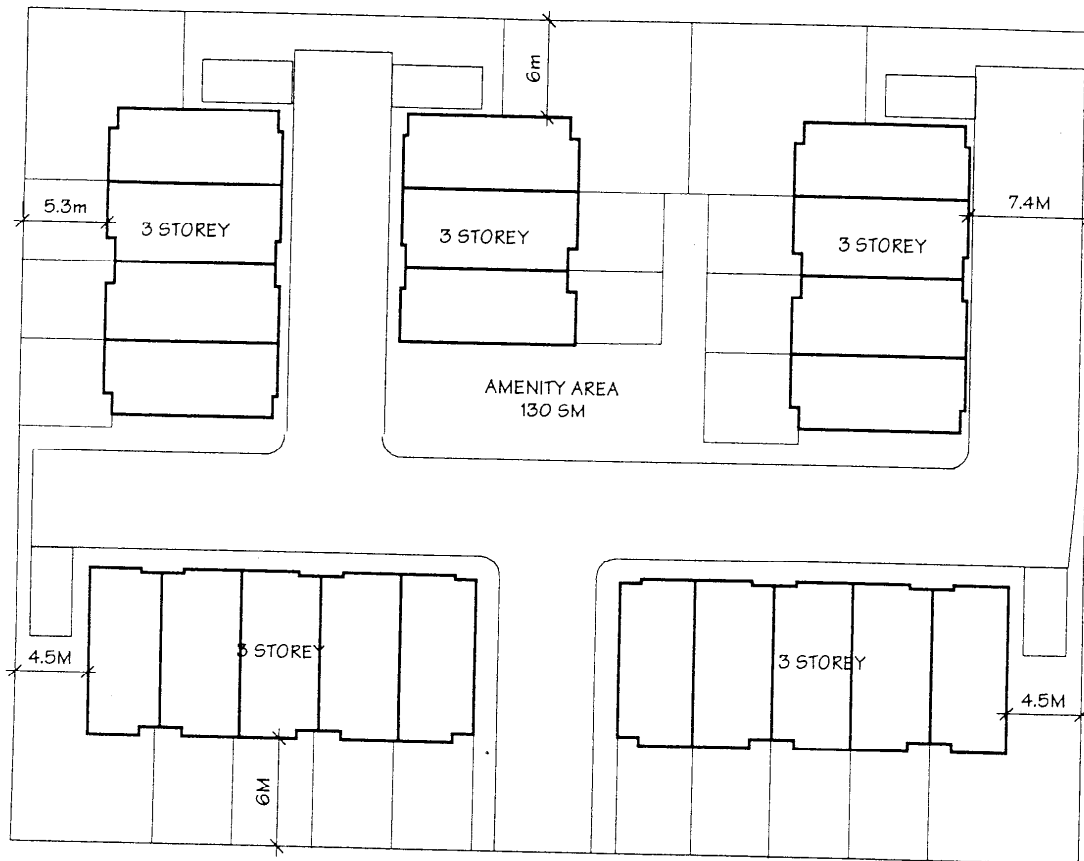 6m
5.3m
3 STOREY
3 STOREY
3 STOREY
7.4M
AMENITY AREA
130 SM
4.5M
3 STOREY
3 STOREY
4.5M
6M